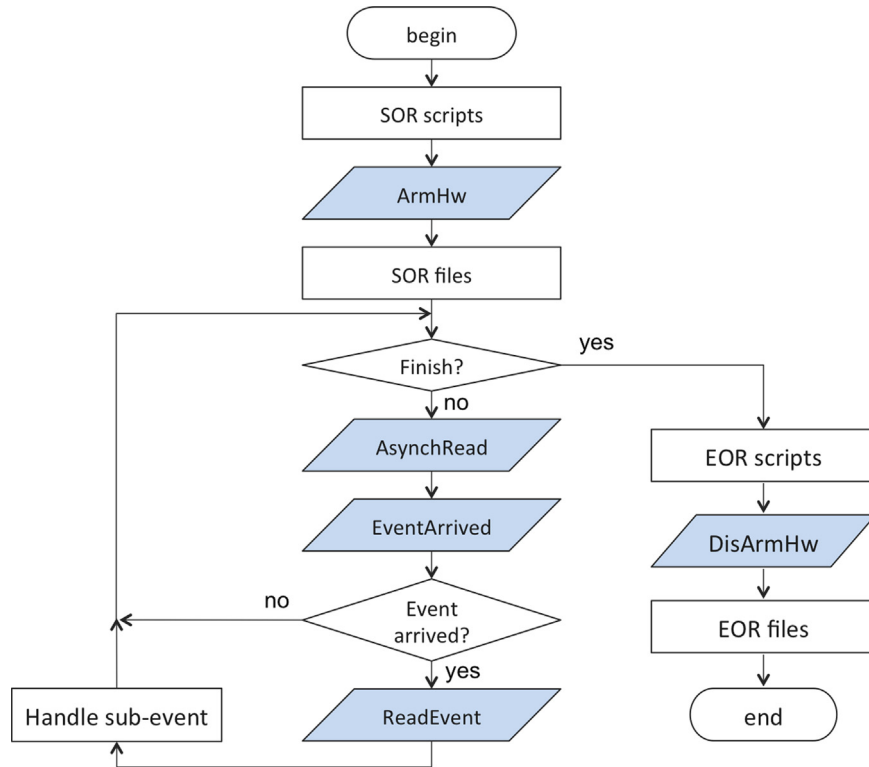 begin
SOR scripts
ArmHw
SOR files
Finish?
yes
no
AsynchRead
EventArrived
Event
arrived?
no
yes
ReadEvent
Handle sub-event
EOR scripts
DisArmHw
EOR files
end